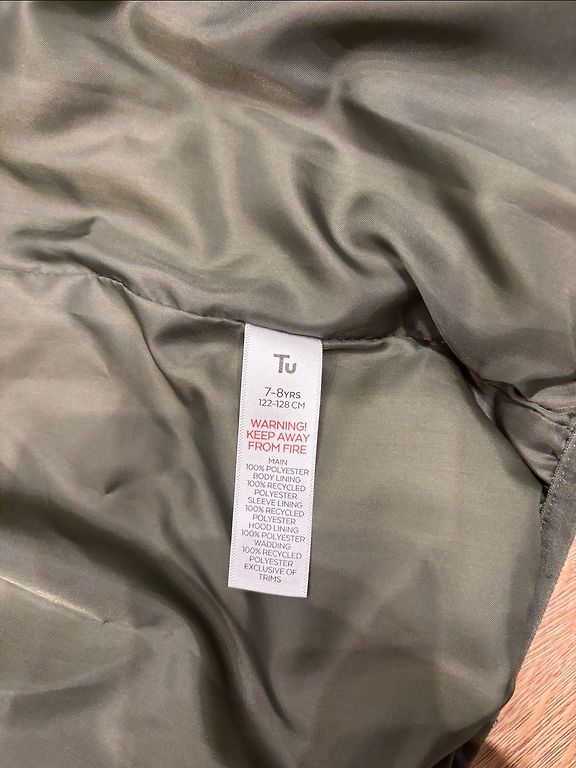 Tu
7-8YRS
122-128 CM
WARNING!
KEEP AWAY
FROM FIRE
MAIN
100% POLYESTER
BODY LINING
100% RECYCLED
POLYESTER
SLEEVE LINING
100% RECYCLED
POLYESTER
HOOD LINING
100% POLYESTER
WADDING
100% RECYCLED
POLYESTER
EXCLUSIVE OF
TRIMS